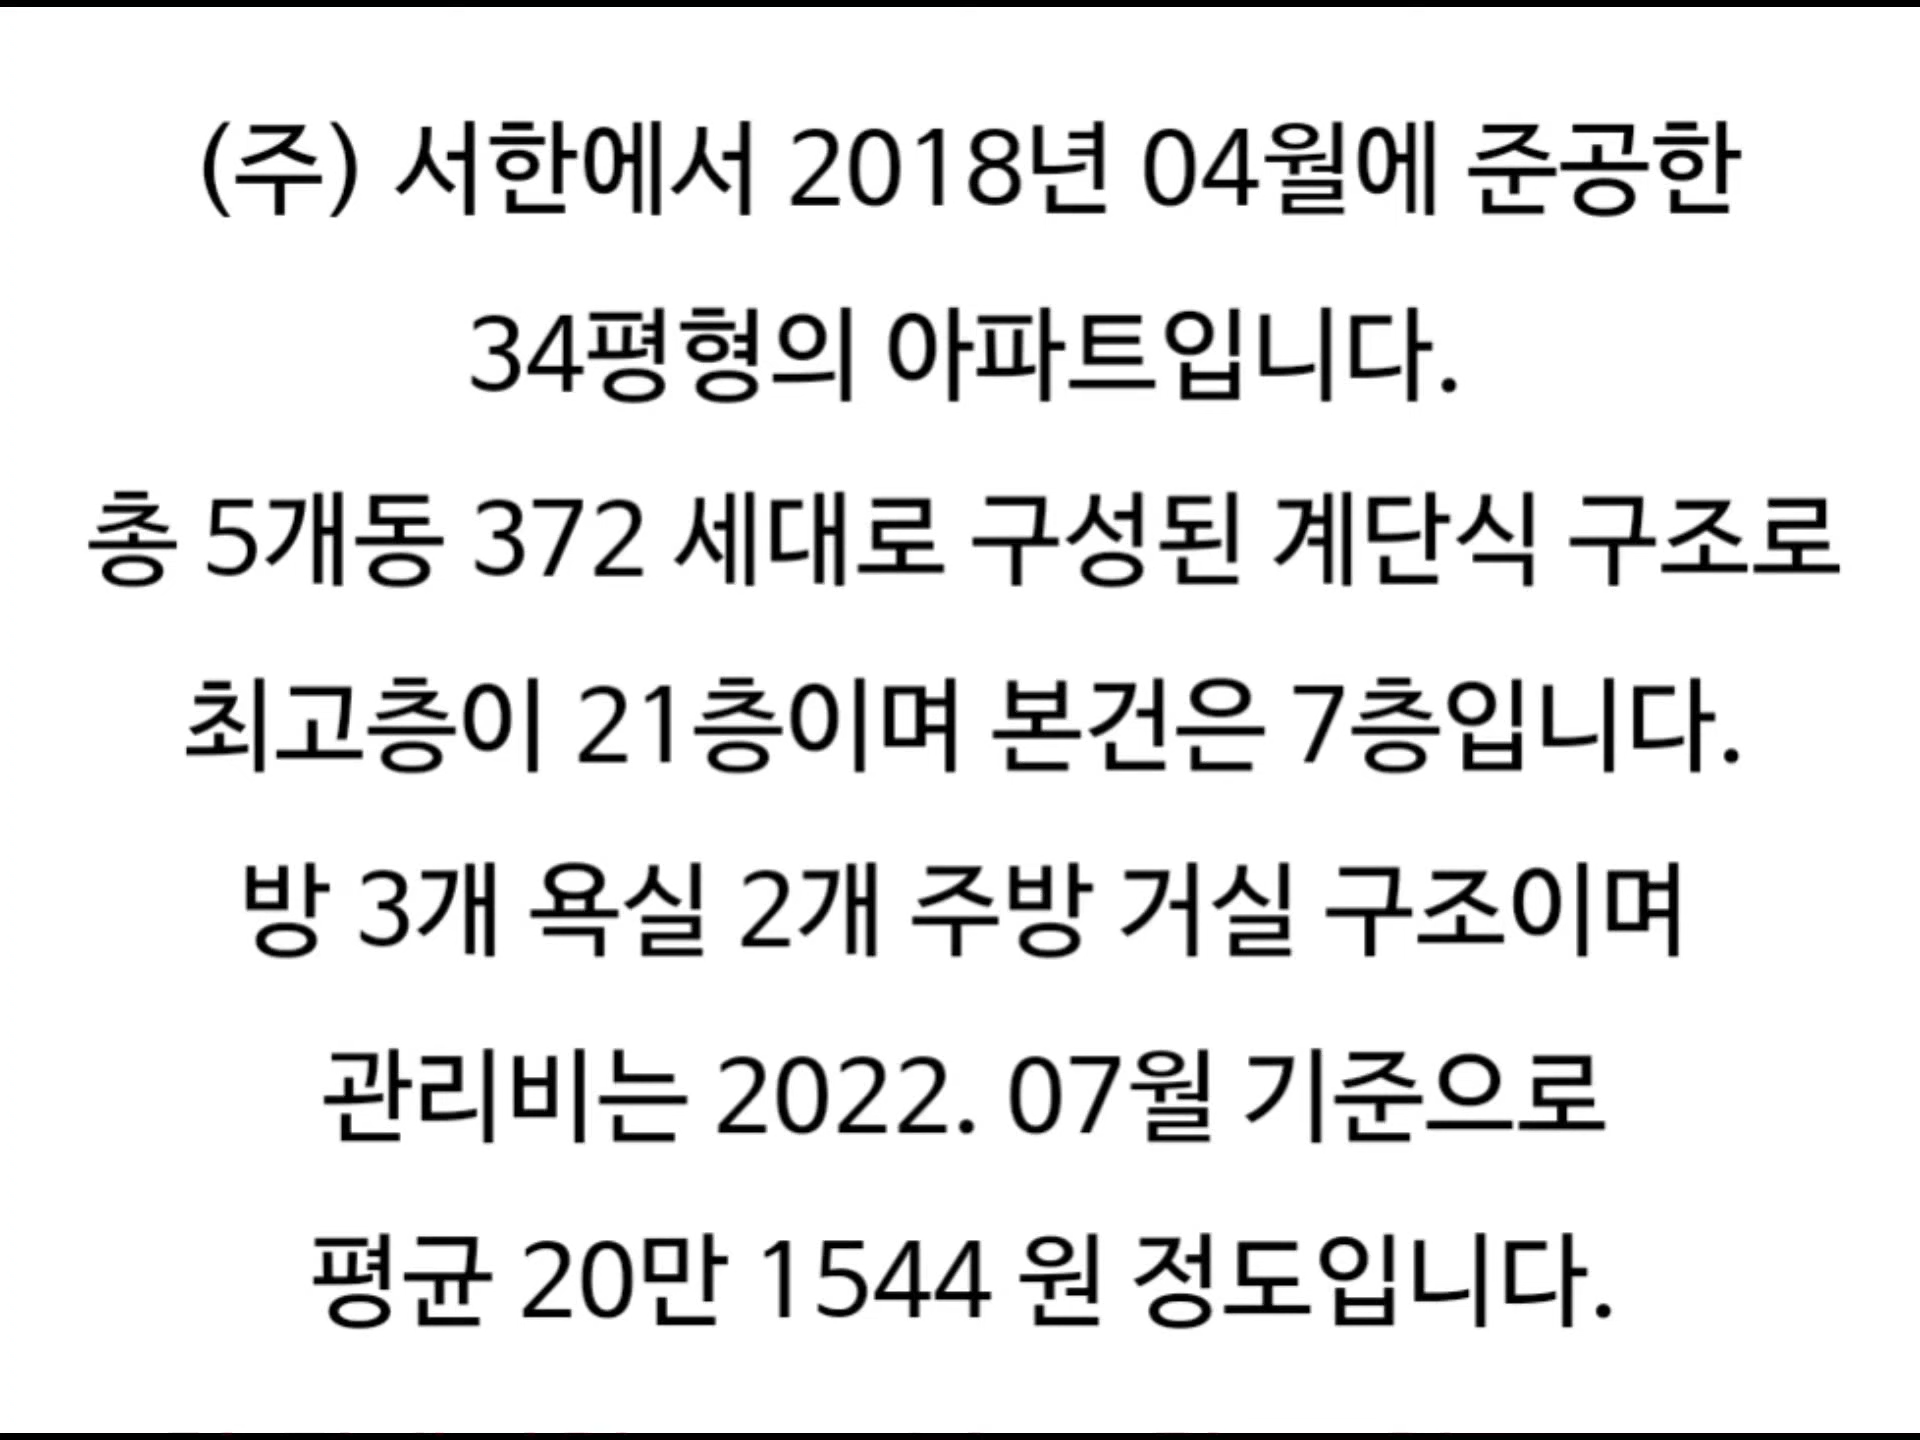 (주) 서한에서 2018년 04월에 준공한
34평형의 아파트입니다.
총 5개동 372 세대로 구성된 계단식 구조로
최고층이 21층이며 본건은 7층입니다.
방 3개 욕실 2개 주방 거실 구조이며
관리비는 2022. 07월 기준으로
평균 20만 1544 원 정도입니다.